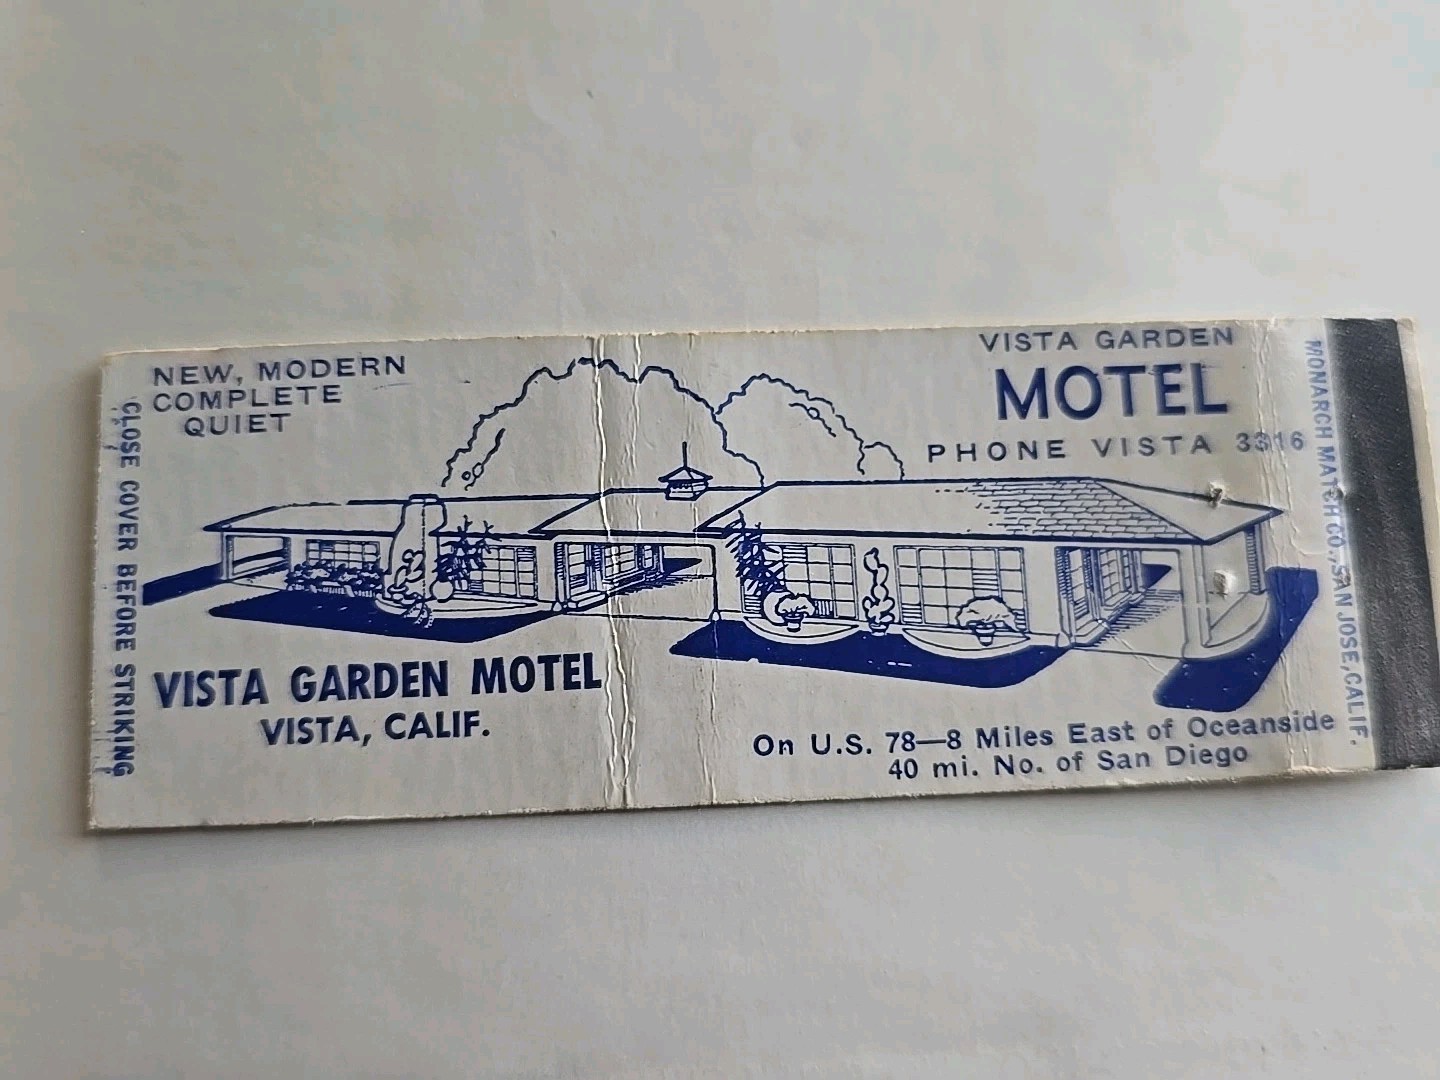 NEW, MODERN
COMPLETE
QUIET
CLOSE COVER BEFORE STRIKING
VISTA GARDEN MOTEL
VISTA, CALIF.
VISTA GARDEN
MOTEL
PHONE VISTA 3316
On U.S. 78—8 Miles East of Oceanside
40 mi. No. of San Diego
MONARCH MATCH CO., SAN JOSE, CALIF.